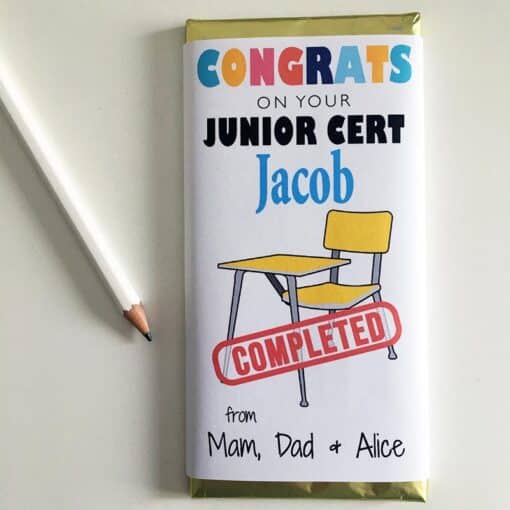 CONGRATS
ON YOUR
JUNIOR CERT
Jacob
COMPLETED
from
Mam, Dad + Alice